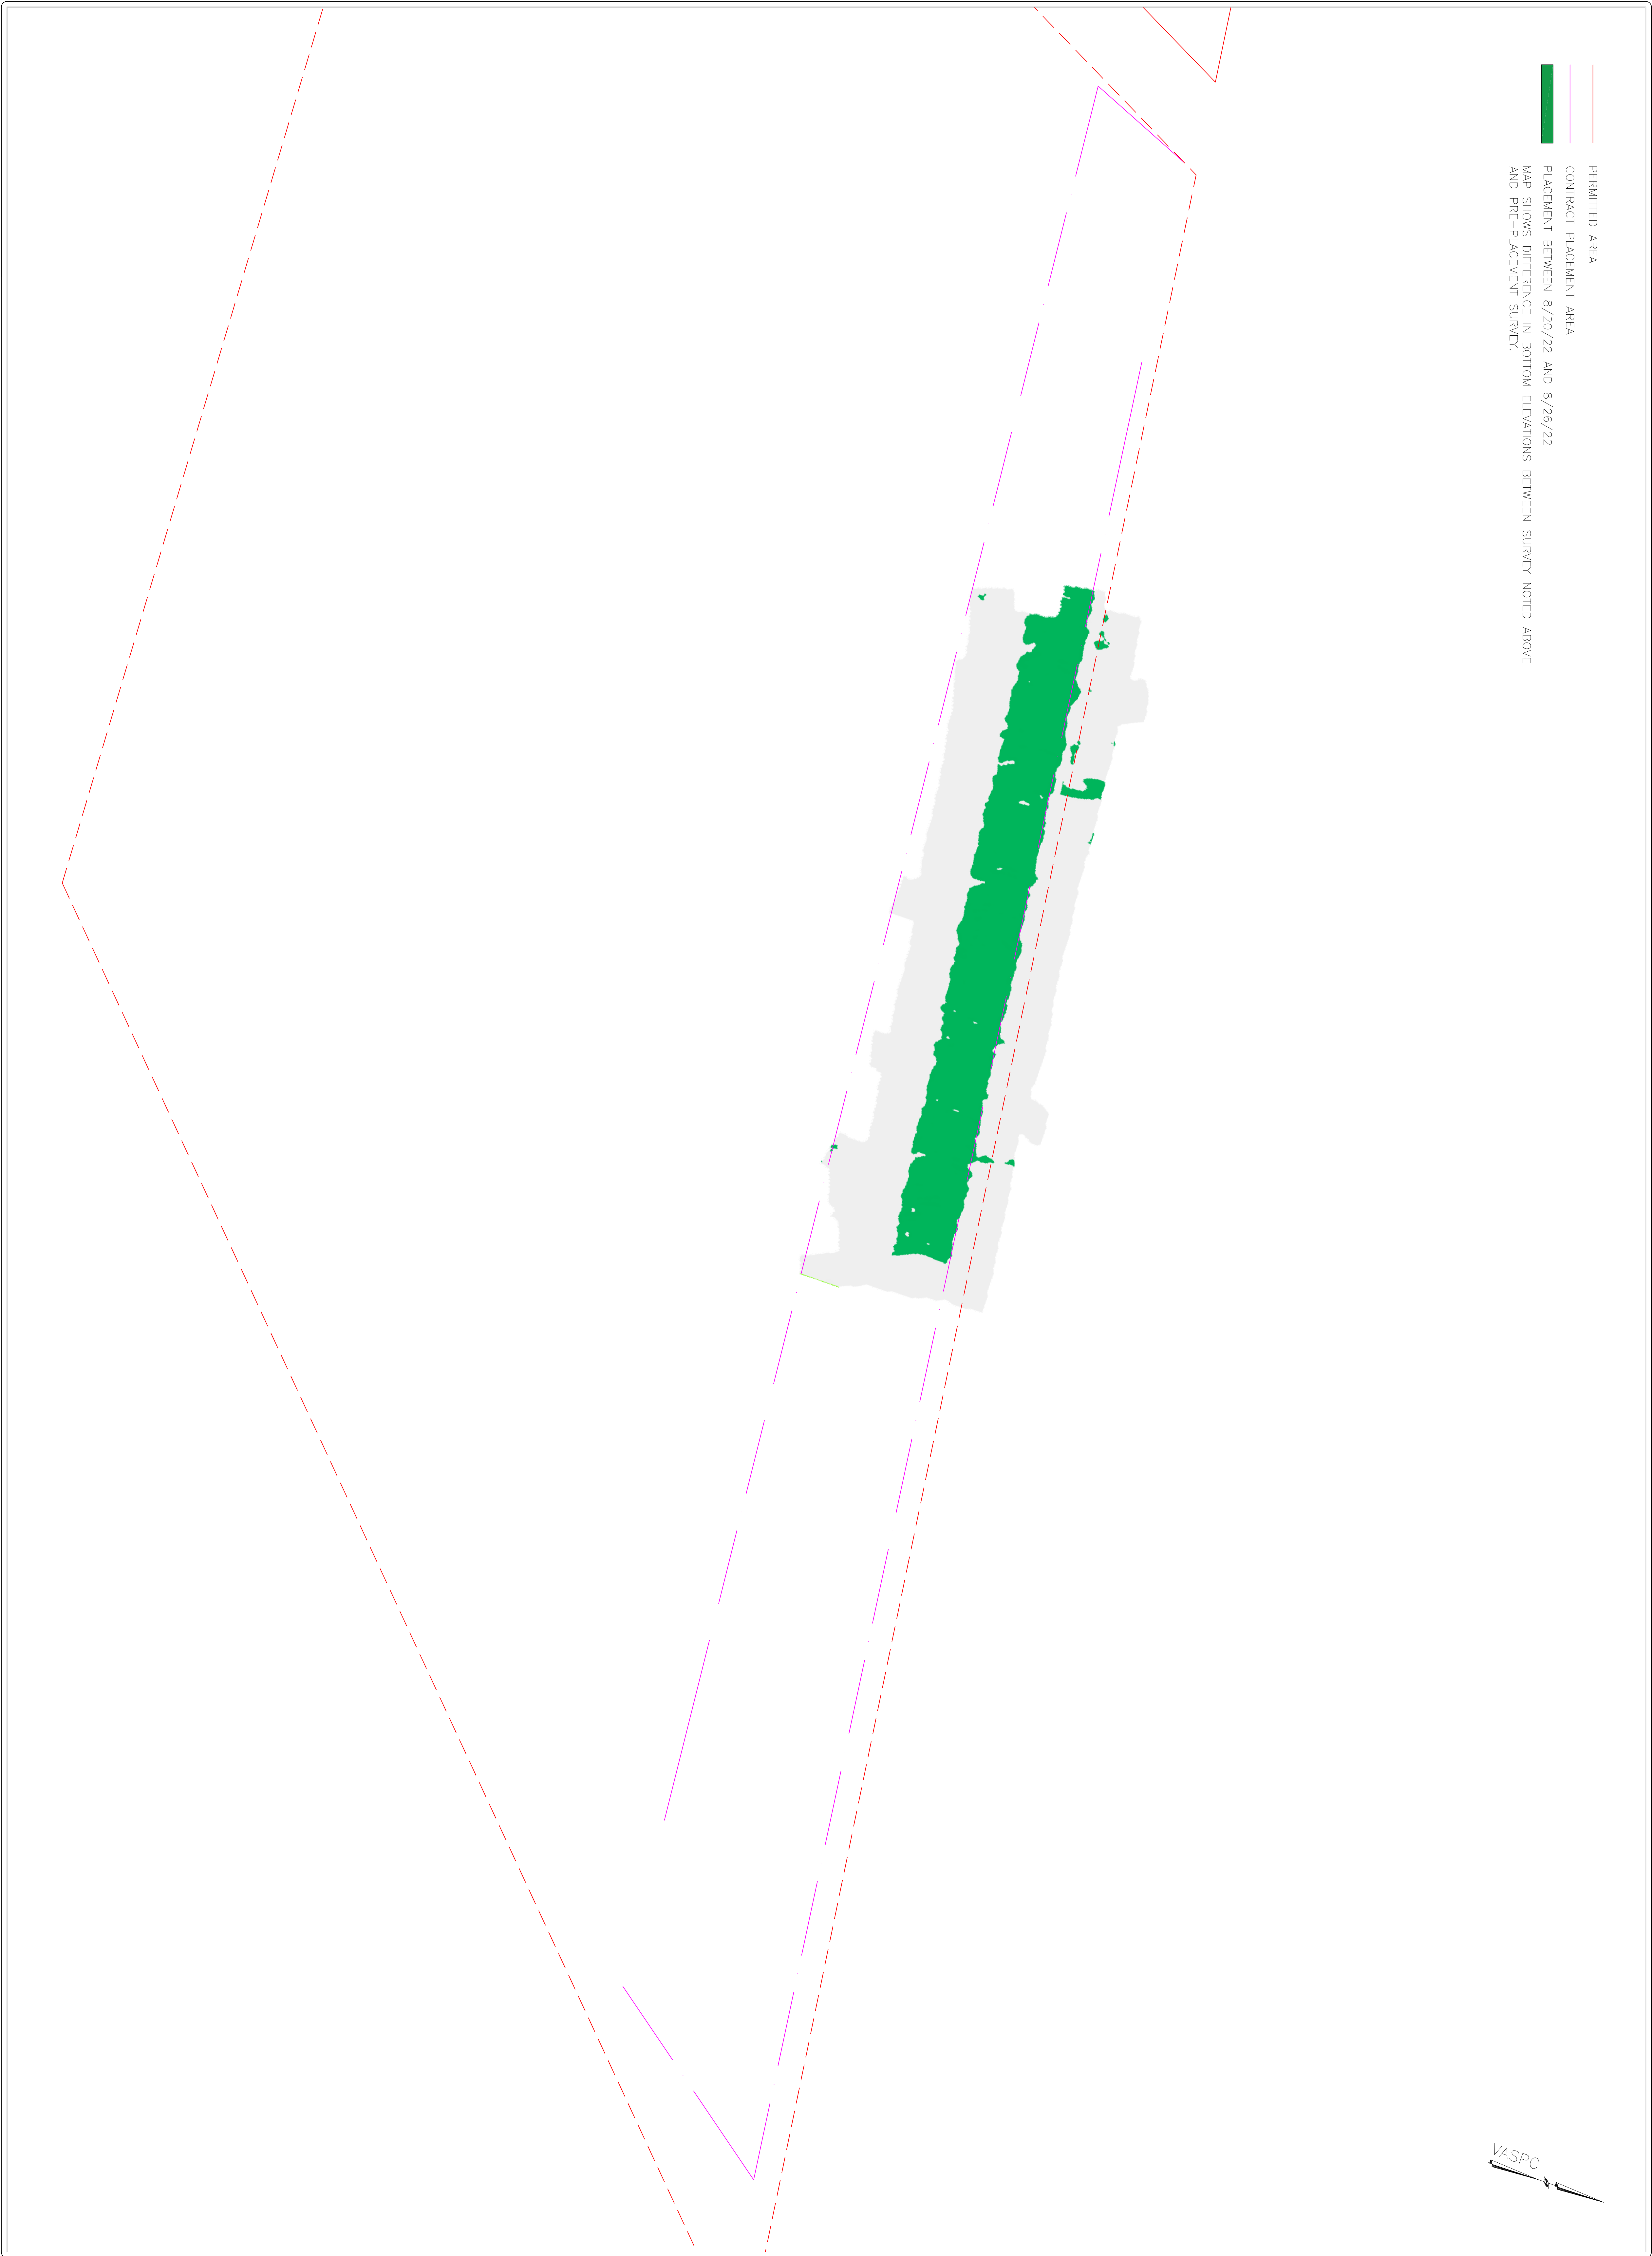 PERMITTED AREA
CONTRACT PLACEMENT AREA
PLACEMENT BETWEEN 8/20/22 AND 8/26/22
MAP SHOWS DIFFERENCE IN BOTTOM ELEVATIONS BETWEEN SURVEY NOTED ABOVE
AND PRE-PLACEMENT SURVEY.
VASPC